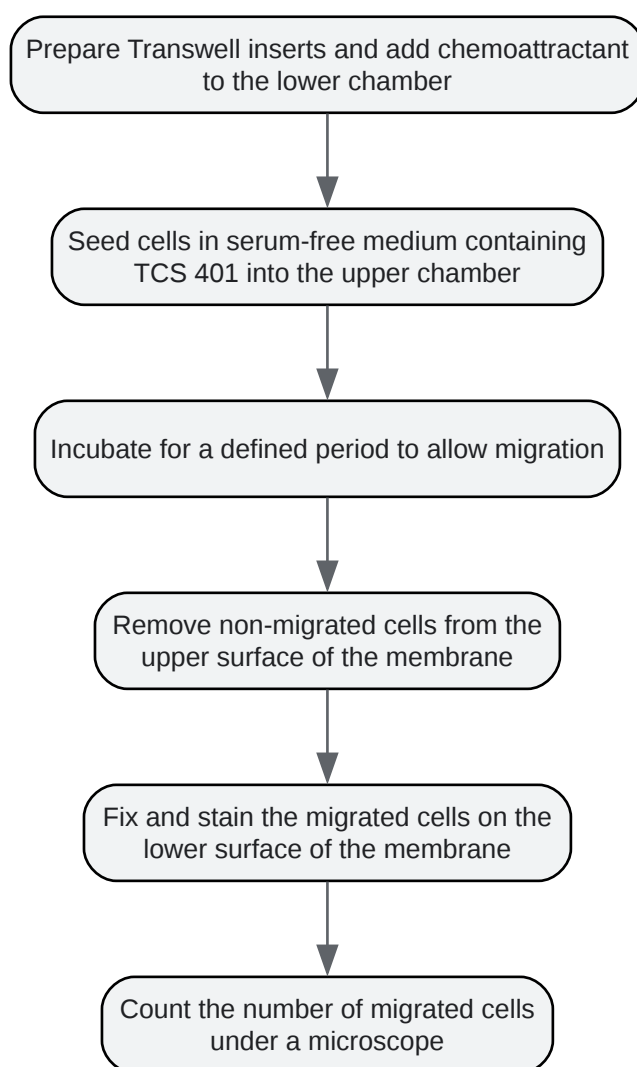 Prepare Transwell inserts and add chemoattractant
to the lower chamber
Seed cells in serum-free medium containing
TCS 401 into the upper chamber
Incubate for a defined period to allow migration
Remove non-migrated cells from the
upper surface of the membrane
Fix and stain the migrated cells on the
lower surface of the membrane
Count the number of migrated cells
under a microscope